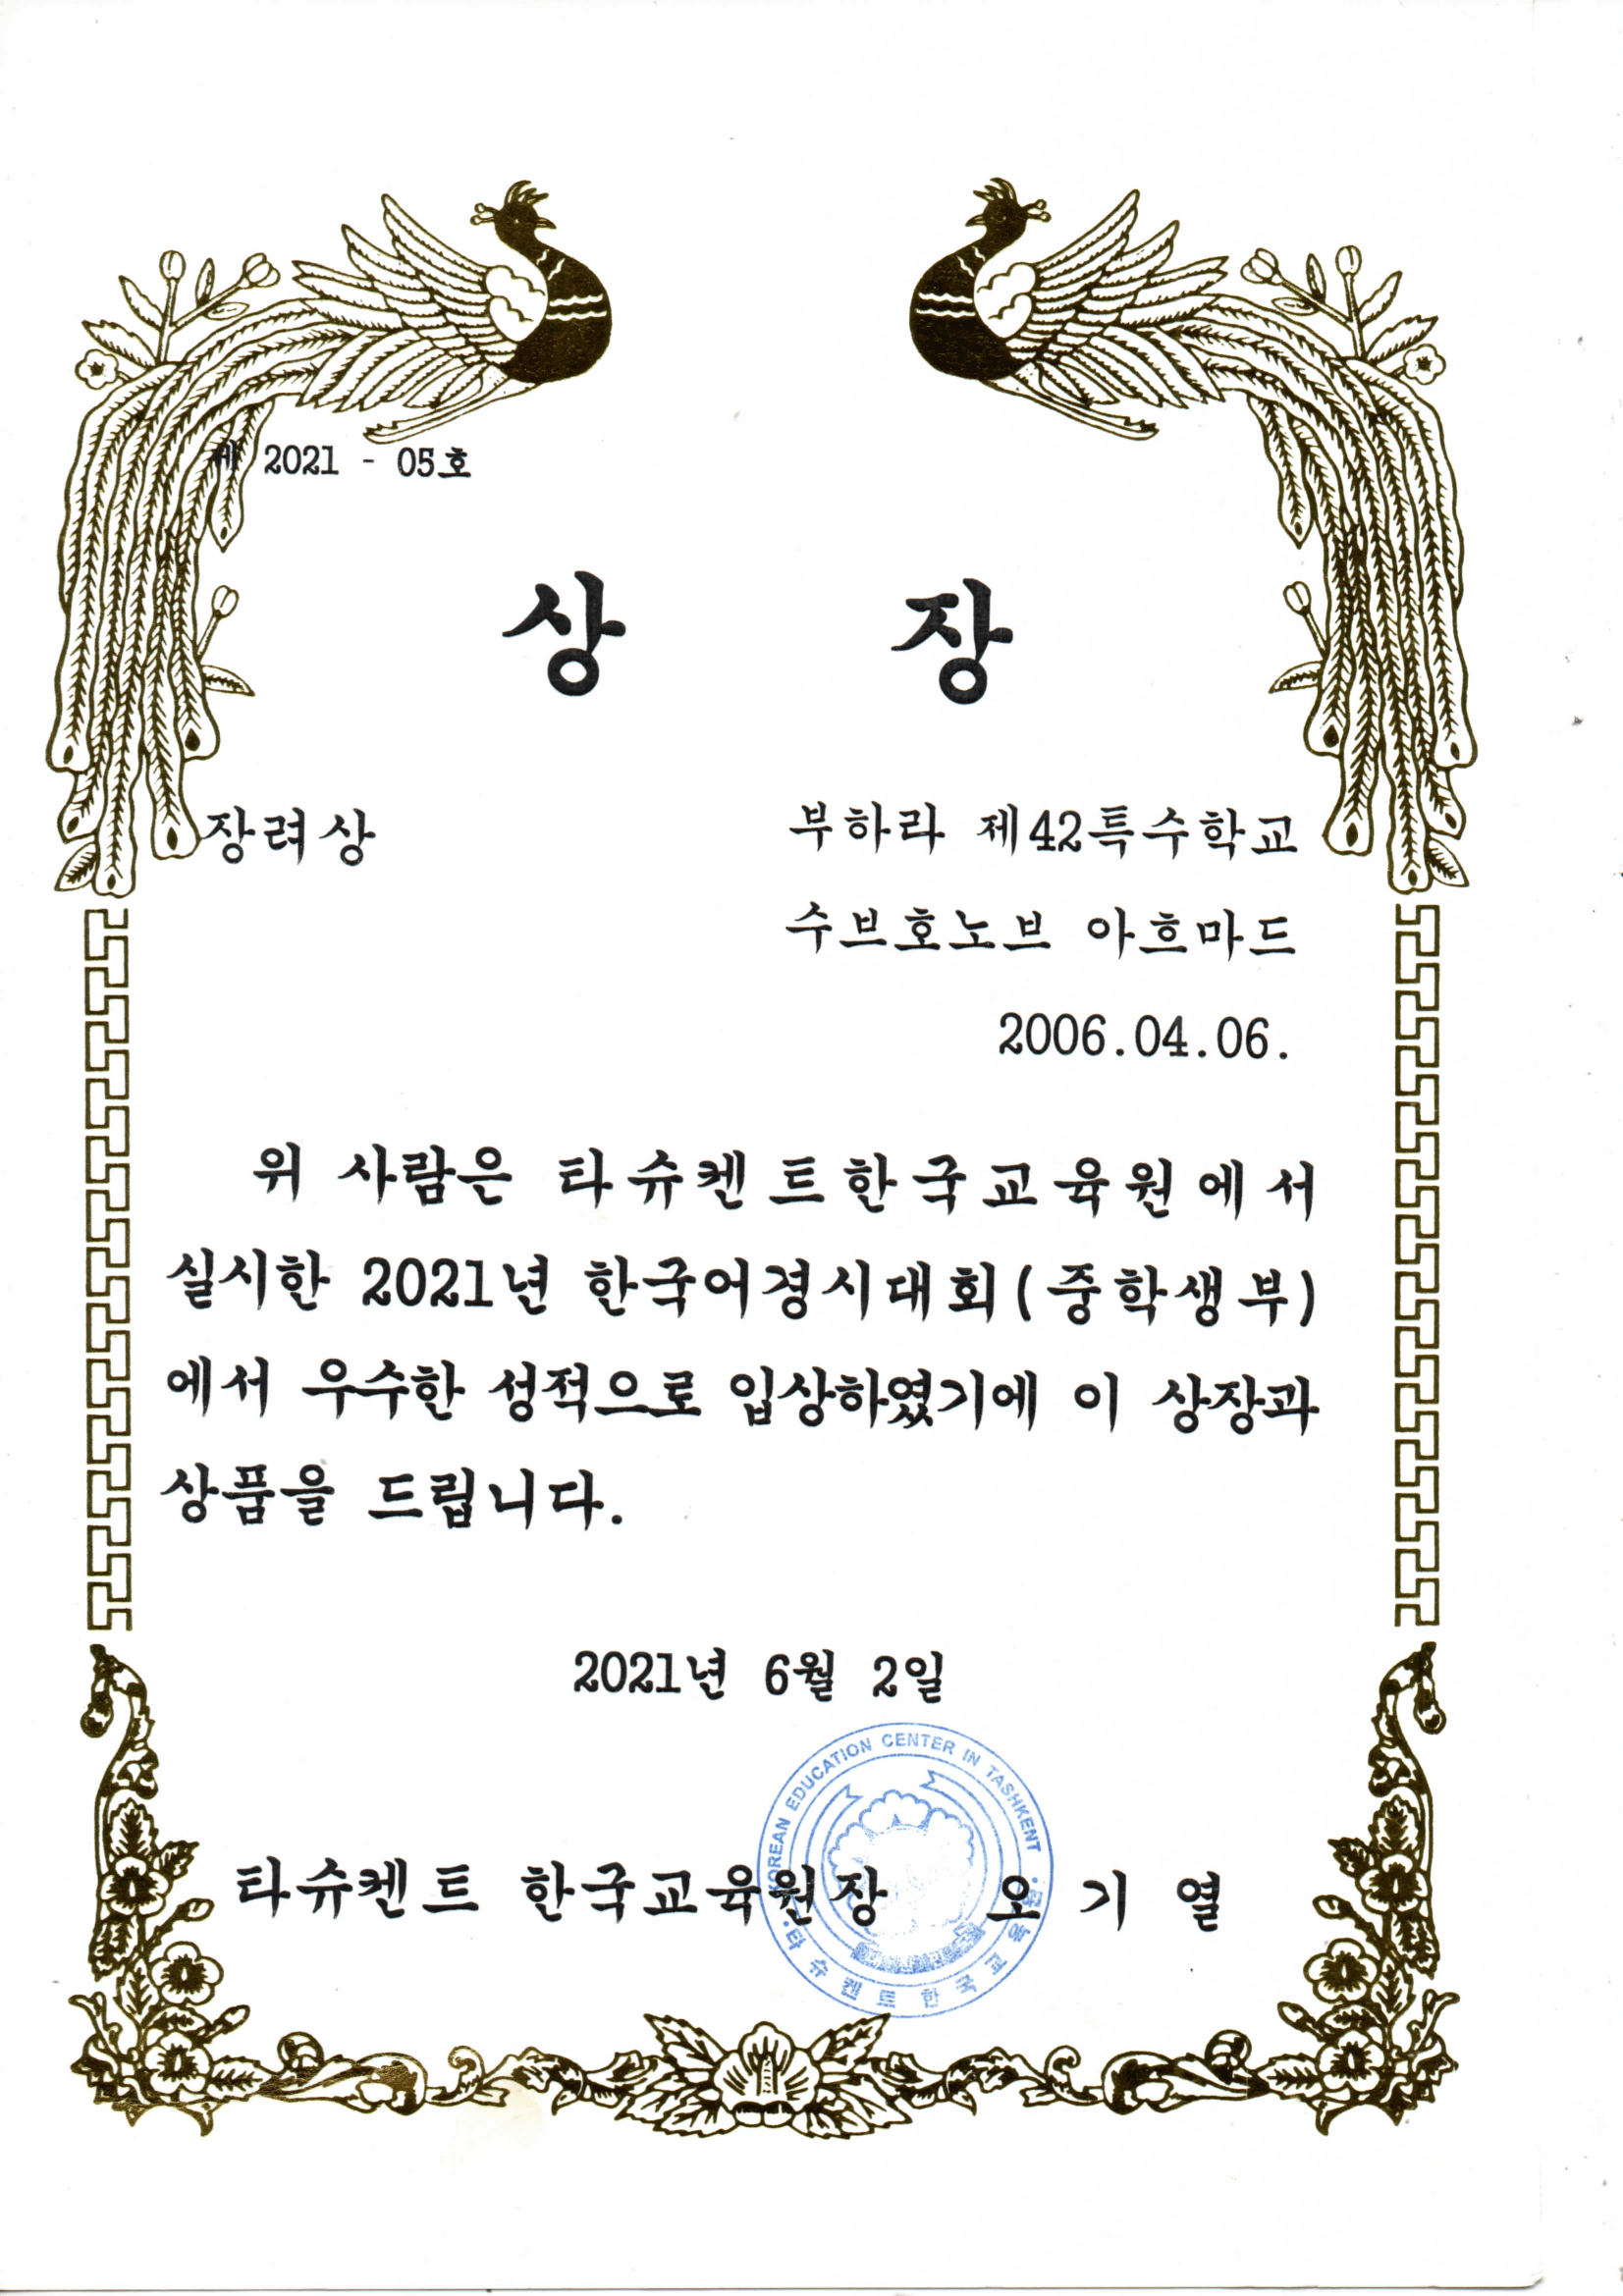 제 2021 - 05호
상 장
장려상
부하라 제42특수학교
수브호노브 아흐마드
2006.04.06.
위 사람은 타슈켄트한국교육원에서
실시한 2021년 한국어경시대회(중학생부)
에서 우수한 성적으로 입상하였기에 이 상장과
상품을 드립니다.
2021년 6월 2일
KOREAN EDUCATION CENTER IN TASHKENT
타슈켄트 한국교육원장 오 기 열
타슈켄트한국교육원